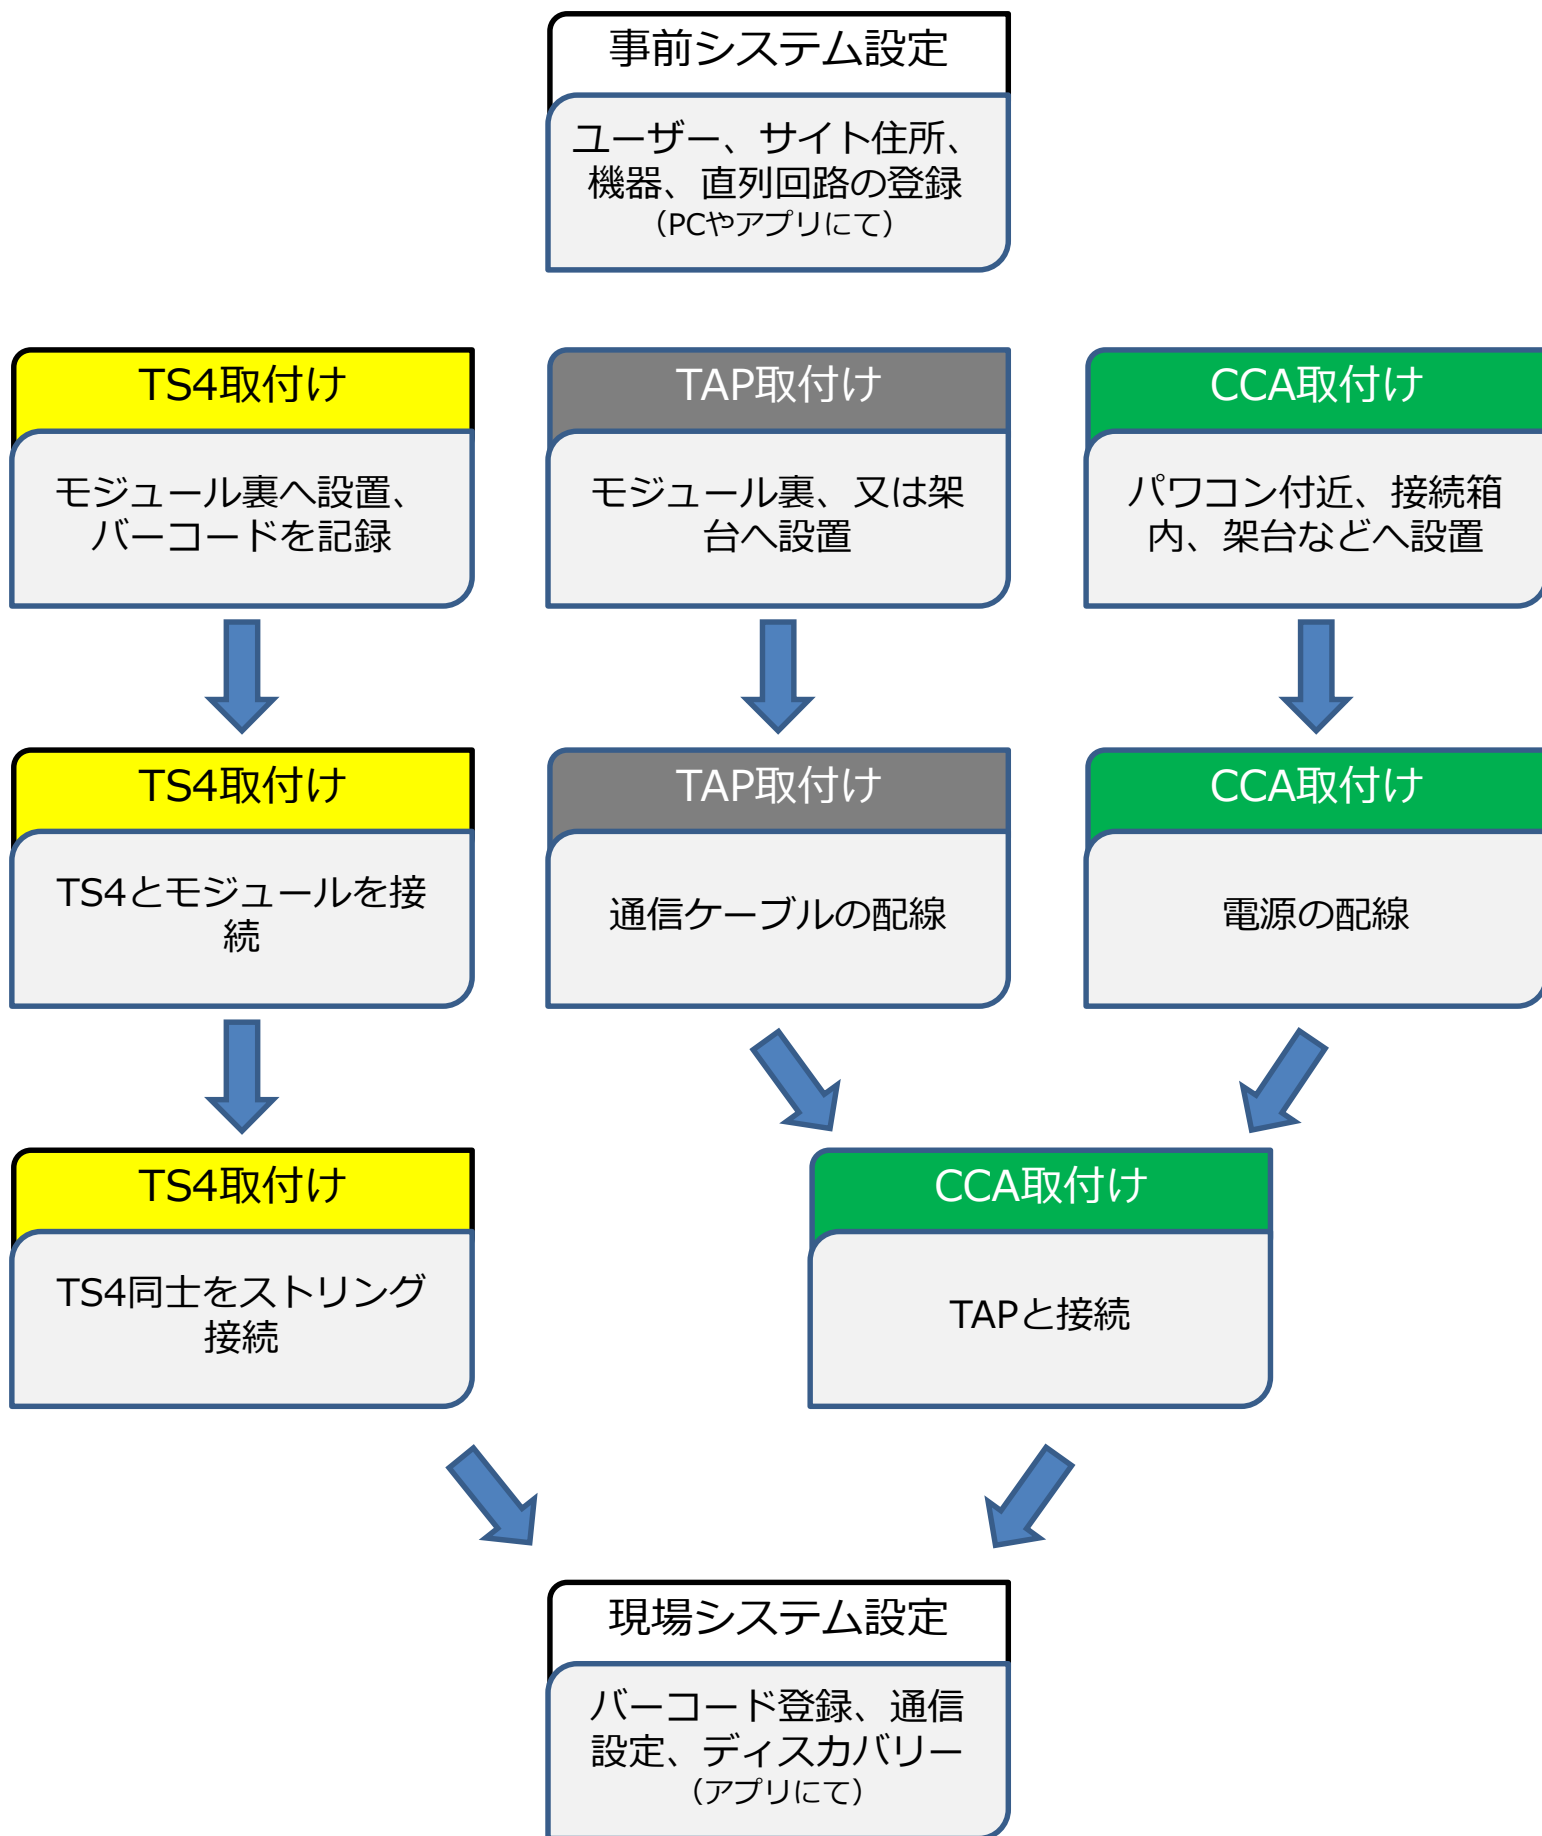 事前システム設定
ユーザー、サイト住所、
機器、直列回路の登録
（PCやアプリにて）
TS4取付け
モジュール裏へ設置、
バーコードを記録
TAP取付け
モジュール裏、又は架
台へ設置
CCA取付け
パワコン付近、接続箱
内、架台などへ設置
TS4取付け
TS4とモジュールを接
続
TAP取付け
通信ケーブルの配線
CCA取付け
電源の配線
TS4取付け
TS4同士をストリング
接続
CCA取付け
TAPと接続
現場システム設定
バーコード登録、通信
設定、ディスカバリー
（アプリにて）